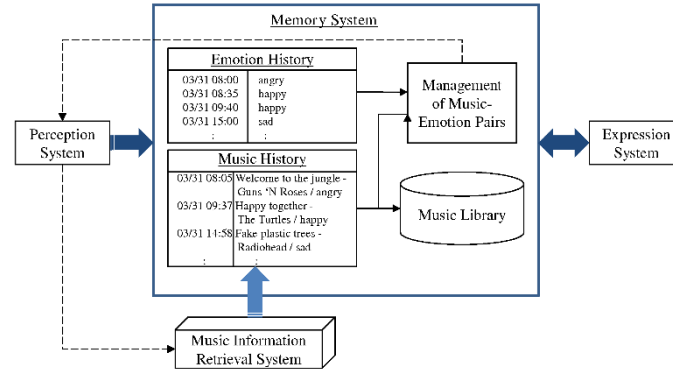 Memory System
Emotion History
03/31 08:00 angry
03/31 08:35 happy
03/31 09:40 happy
03/31 15:00 sad
: :
Management
of Music-
Emotion Pairs
Perception
System
Expression
System
Music History
03/31 08:05 Welcome to the jungle -
Guns ‘N Roses / angry
03/31 09:37 Happy together -
The Turtles / happy
03/31 14:58 Fake plastic trees -
Radiohead / sad
: :
Music Library
Music Information
Retrieval System